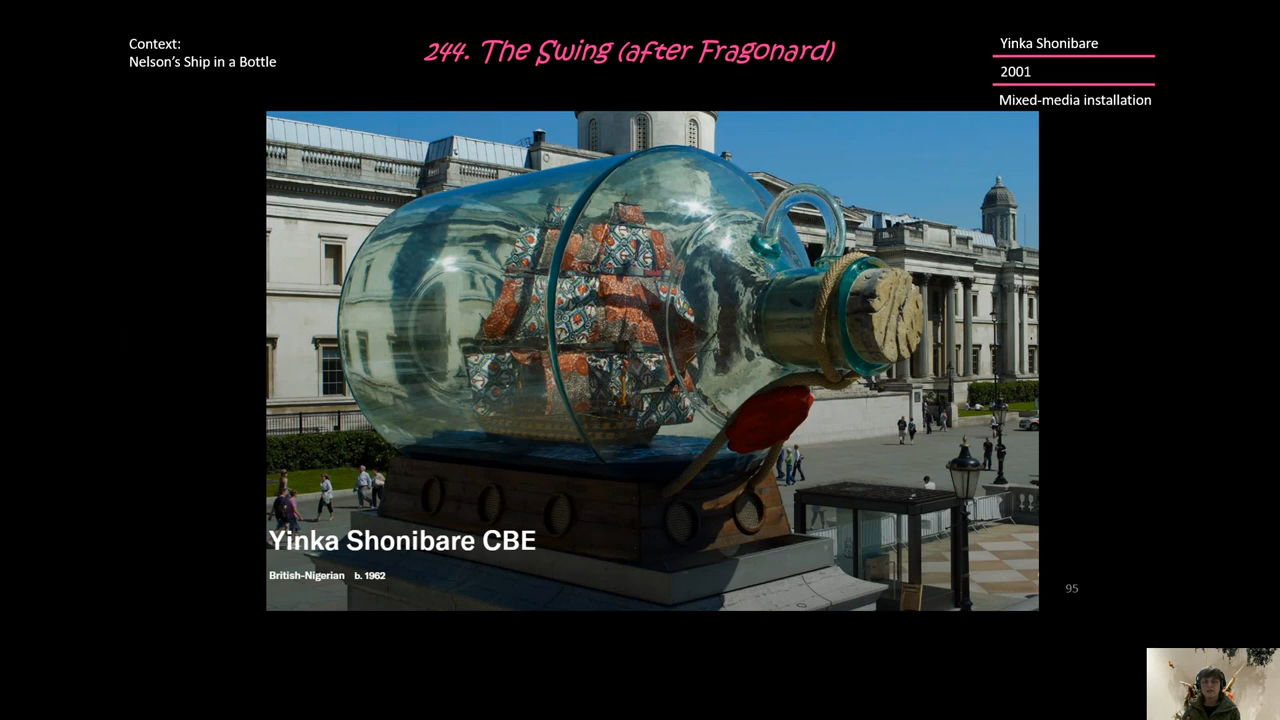 Context:
Nelson's Ship in a Bottle
244. The Swing (after Fragonard)
Yinka Shonibare
2001
Mixed-media installation
Yinka Shonibare CBE
British-Nigerian b. 1962
95